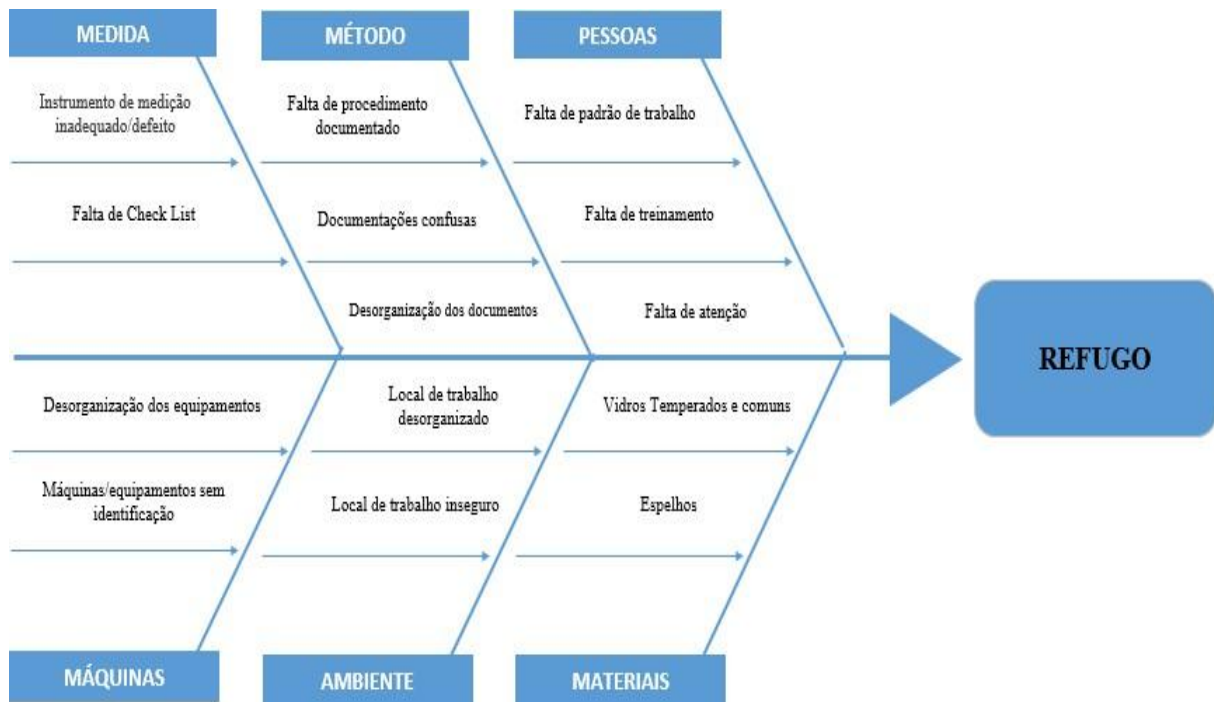 MEDIDA
MÉTODO
PESSOAS
Instrumento de medição
inadequado/defeito
Falta de procedimento
documentado
Falta de padrão de trabalho
Falta de Check List
Documentações confusas
Falta de treinamento
Desorganização dos documentos
Falta de atenção
REFUGO
Desorganização dos equipamentos
Local de trabalho
desorganizado
Vidros Temperados e comuns
Máquinas/equipamentos sem
identificação
Local de trabalho inseguro
Espelhos
MÁQUINAS
AMBIENTE
MATERIAIS